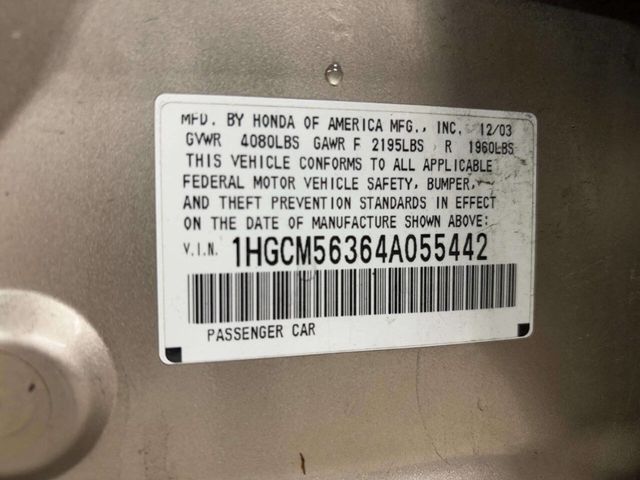 MFD. BY HONDA OF AMERICA MFG., INC. 12/03
GVWR 4080LBS GAWR F 2195LBS R 1960LBS
THIS VEHICLE CONFORMS TO ALL APPLICABLE
FEDERAL MOTOR VEHICLE SAFETY, BUMPER,
AND THEFT PREVENTION STANDARDS IN EFFECT
ON THE DATE OF MANUFACTURE SHOWN ABOVE:
V.I.N. 1HGCM56364A055442
PASSENGER CAR